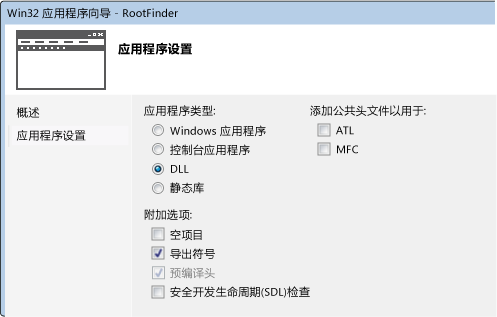 Win32 应用程序向导 - RootFinder
应用程序设置
概述
应用程序设置
应用程序类型:
Windows 应用程序
控制台应用程序
DLL
静态库
附加选项:
空项目
导出符号
预编译头
安全开发生命周期(SDL)检查
添加公共头文件以用于:
ATL
MFC